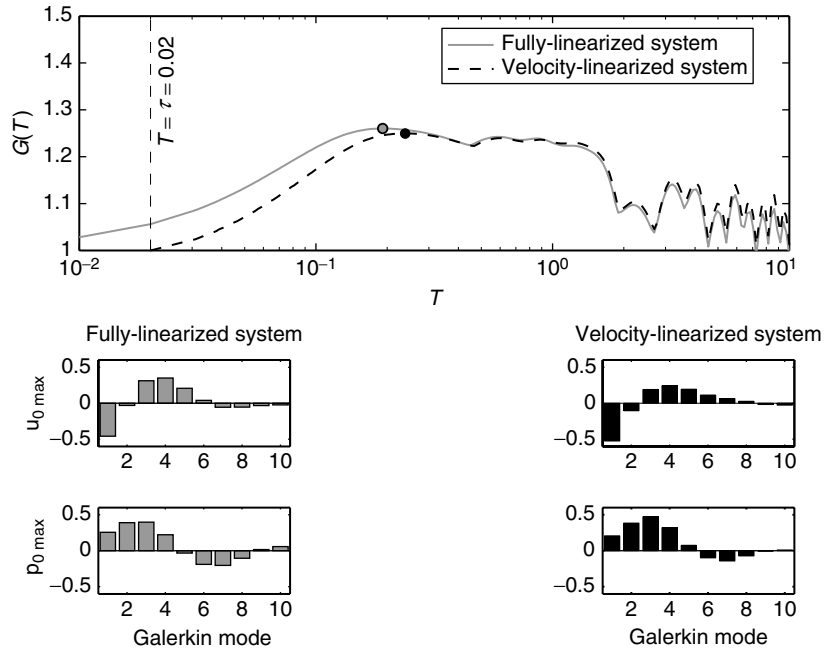 1.5
1.4
1.3
1.2
1.1
1
G(T)
T = τ = 0.02
Fully-linearized system
Velocity-linearized system
10⁻² 10⁻¹ 10⁰ 10¹
T
Fully-linearized system
0.5
0
−0.5
u₀ max
2 4 6 8 10
0.5
0
−0.5
p₀ max
2 4 6 8 10
Galerkin mode
Velocity-linearized system
0.5
0
−0.5
2 4 6 8 10
0.5
0
−0.5
2 4 6 8 10
Galerkin mode